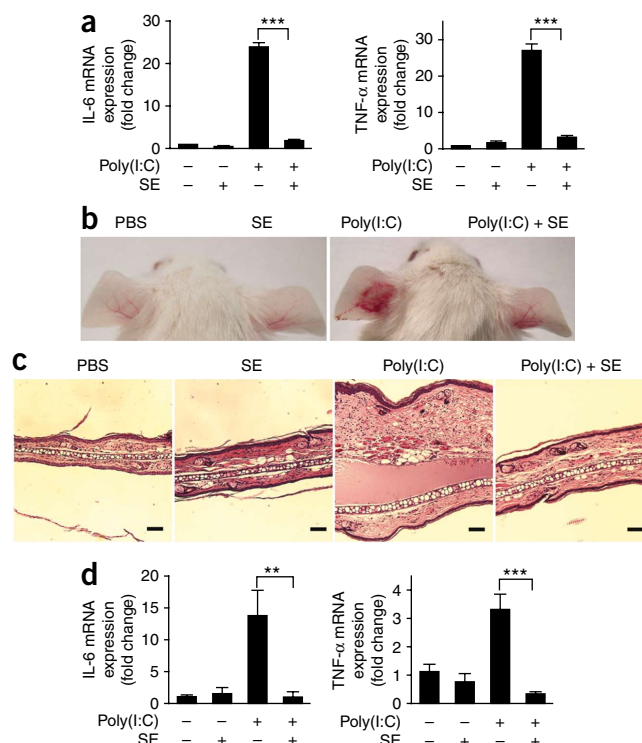 a
IL-6 mRNA
expression
(fold change)
20
10
0
***
Poly(I:C) – – + +
SE – + – +
TNF-α mRNA
expression
(fold change)
30
20
10
0
***
Poly(I:C) – – + +
SE – + – +
b
PBS SE Poly(I:C) Poly(I:C) + SE
c
PBS SE Poly(I:C) Poly(I:C) + SE
d
IL-6 mRNA
expression
(fold change)
20
15
10
5
0
**
Poly(I:C) – – + +
SE – + – +
TNF-α mRNA
expression
(fold change)
4
3
2
1
0
***
Poly(I:C) – – + +
SE – + – +